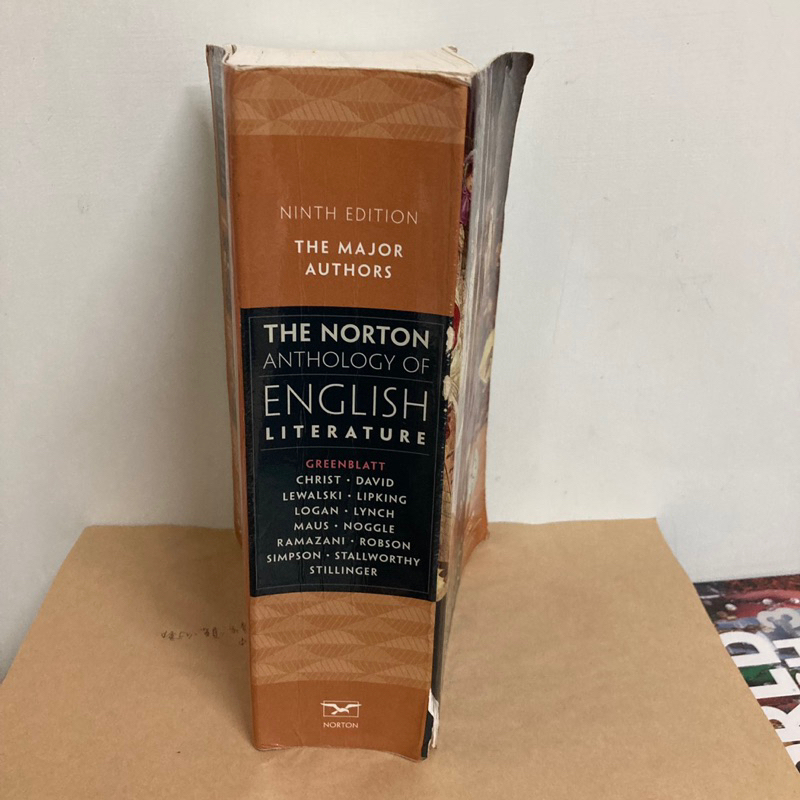 NINTH EDITION
THE MAJOR
AUTHORS
THE NORTON
ANTHOLOGY OF
ENGLISH
LITERATURE
GREENBLATT
CHRIST • DAVID
LEWALSKI • LIPKING
LOGAN • LYNCH
MAUS • NOGGLE
RAMAZANI • ROBSON
SIMPSON • STALLWORTHY
STILLINGER
NORTON